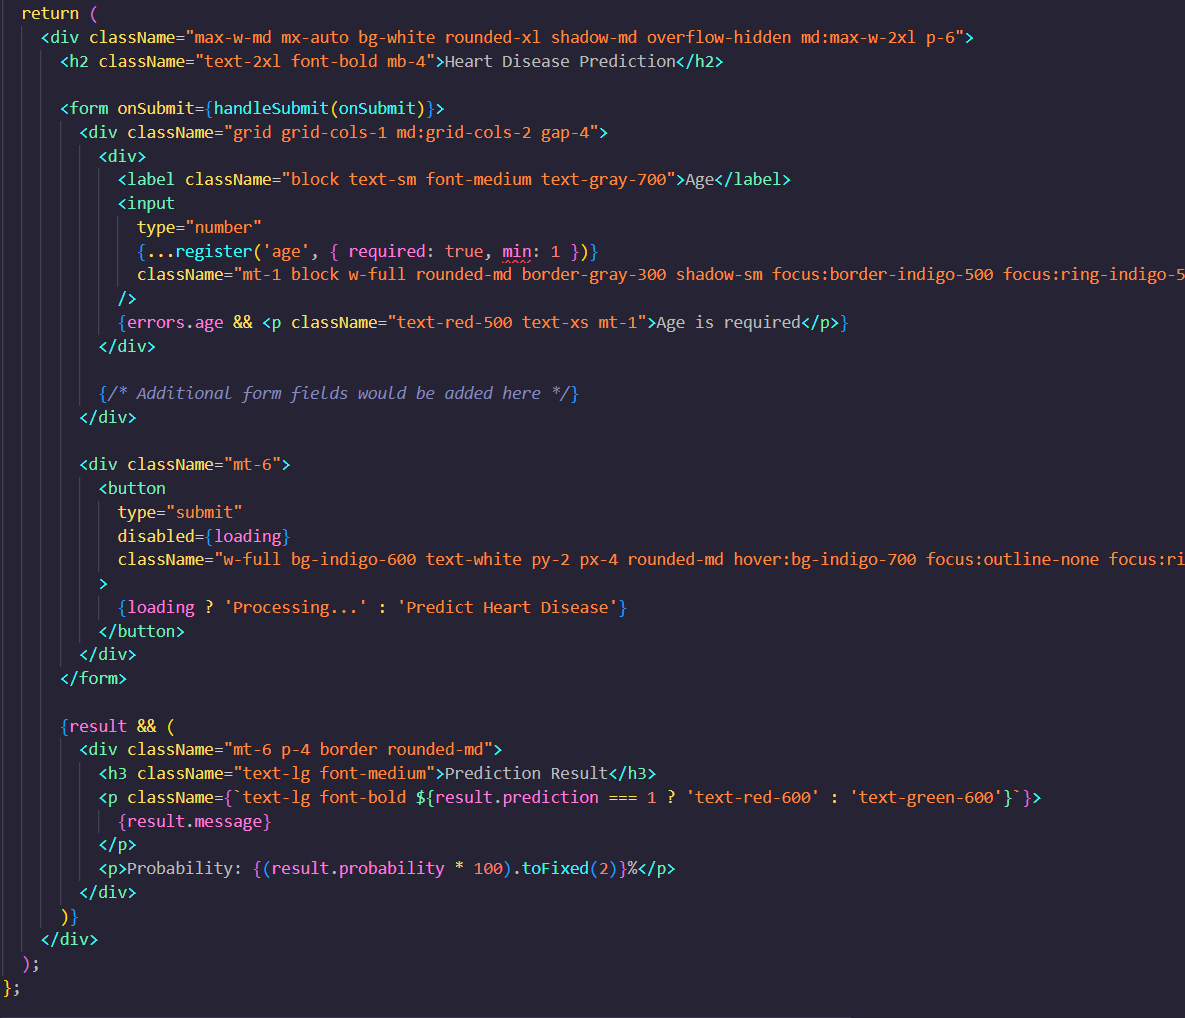 return (
<div className="max-w-md mx-auto bg-white rounded-xl shadow-md overflow-hidden md:max-w-2xl p-6">
<h2 className="text-2xl font-bold mb-4">Heart Disease Prediction</h2>
<form onSubmit={handleSubmit(onSubmit)}>
<div className="grid grid-cols-1 md:grid-cols-2 gap-4">
<div>
<label className="block text-sm font-medium text-gray-700">Age</label>
<input
type="number"
{...register('age', { required: true, min: 1 })}
className="mt-1 block w-full rounded-md border-gray-300 shadow-sm focus:border-indigo-500 focus:ring-indigo-5
/>
{errors.age && <p className="text-red-500 text-xs mt-1">Age is required</p>}
</div>
{/* Additional form fields would be added here */}
</div>
<div className="mt-6">
<button
type="submit"
disabled={loading}
className="w-full bg-indigo-600 text-white py-2 px-4 rounded-md hover:bg-indigo-700 focus:outline-none focus:ri
>
{loading ? 'Processing...' : 'Predict Heart Disease'}
</button>
</div>
</form>
{result && (
<div className="mt-6 p-4 border rounded-md">
<h3 className="text-lg font-medium">Prediction Result</h3>
<p className={`text-lg font-bold ${result.prediction === 1 ? 'text-red-600' : 'text-green-600'}`}>
{result.message}
</p>
<p>Probability: {(result.probability * 100).toFixed(2)}%</p>
</div>
)}
</div>
);
};